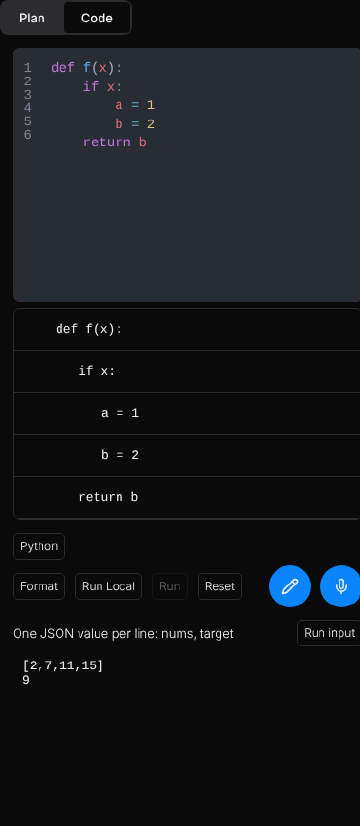 Plan Code
1 def f(x):
2     if x:
3         a = 1
4         b = 2
5     return b
6
def f(x):
    if x:
        a = 1
        b = 2
    return b
Python
Format Run Local Run Reset
One JSON value per line: nums, target Run input
[2,7,11,15]
9